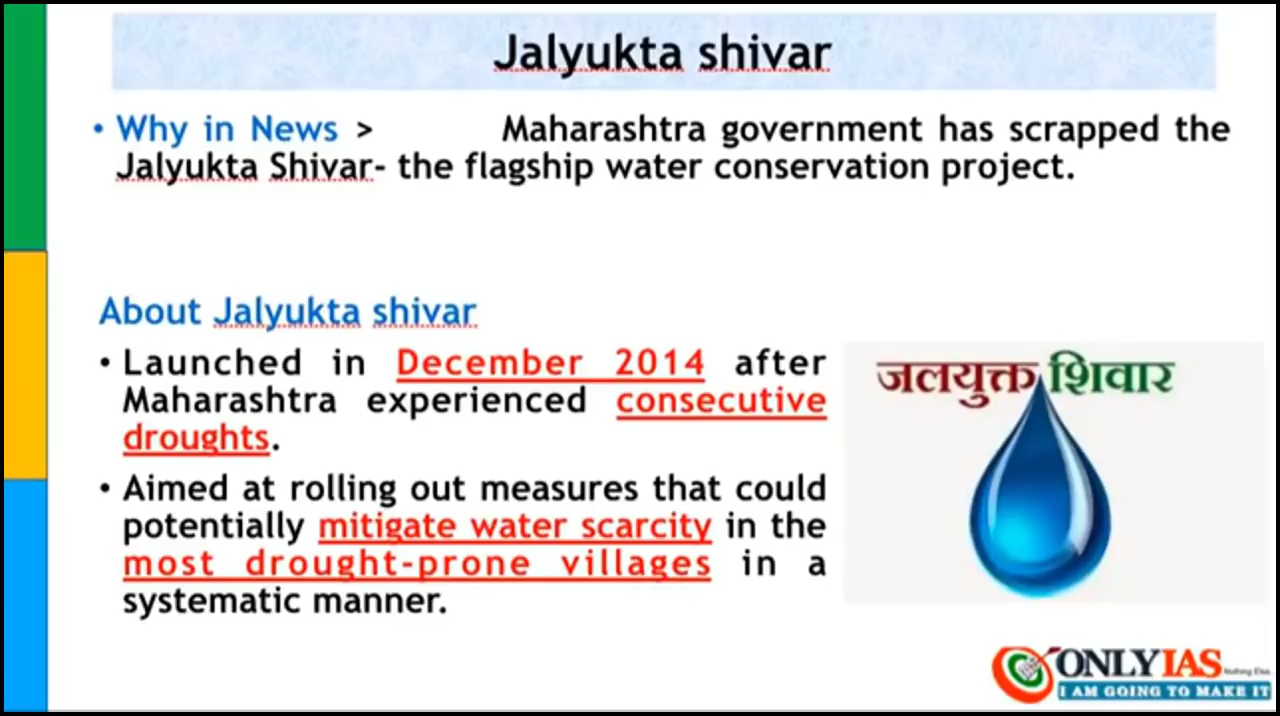 Jalyukta shivar
• Why in News > Maharashtra government has scrapped the
Jalyukta Shivar- the flagship water conservation project.
About Jalyukta shivar
• Launched in December 2014 after
Maharashtra experienced consecutive
droughts.
• Aimed at rolling out measures that could
potentially mitigate water scarcity in the
most drought-prone villages in a
systematic manner.
जलयुक्त शिवार
ONLYIAS Nothing Else
I AM GOING TO MAKE IT